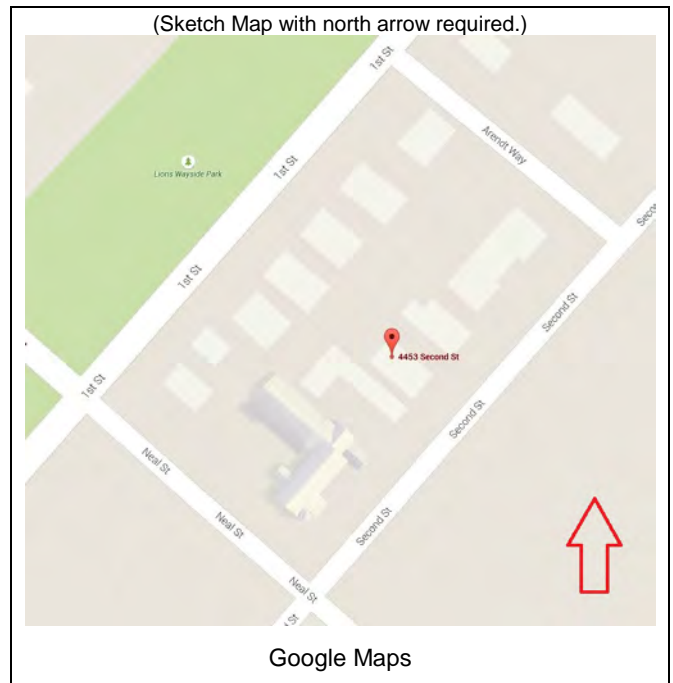 (Sketch Map with north arrow required.)
1st St
Arendt Way
Lions Wayside Park
1st St
1st St
Second St
4453 Second St
1st St
Second St
Neal St
Neal St
Second St
Neal St
St
Google Maps